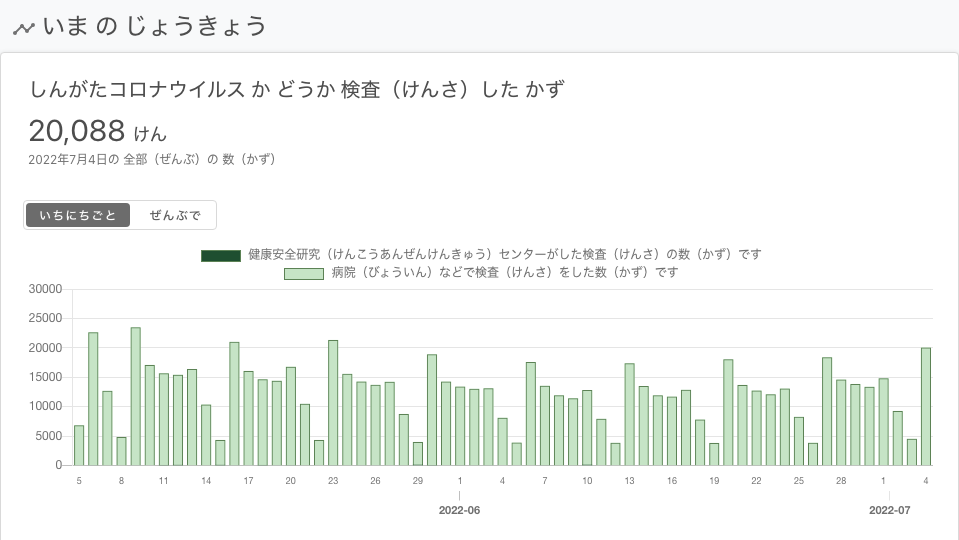 いま の じょうきょう
しんがたコロナウイルス か どうか 検査（けんさ）した かず
20,088 けん
2022年7月4日の 全部（ぜんぶ）の 数（かず）
いちにちごと ぜんぶで
健康安全研究（けんこうあんぜんけんきゅう）センターがした検査（けんさ）の数（かず）です
病院（びょういん）などで検査（けんさ）をした数（かず）です
30000
25000
20000
15000
10000
5000
0
5 8 11 14 17 20 23 26 29 1 4 7 10 13 16 19 22 25 28 1 4
2022-06 2022-07